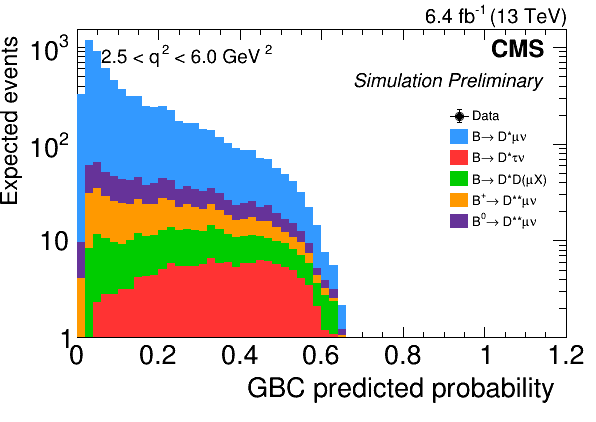 6.4 fb⁻¹ (13 TeV)
Expected events
10³
10²
10
1
2.5 < q² < 6.0 GeV ²
CMS
Simulation Preliminary
Data
B→ D*μν
B→ D*τν
B→ D*D(μX)
B⁺→ D**μν
B⁰→ D**μν
0 0.2 0.4 0.6 0.8 1 1.2
GBC predicted probability